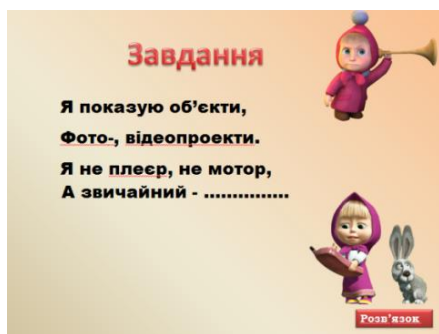 Завдання
Я показую об’єкти,
Фото-, відеопроекти.
Я не плеєр, не мотор,
А звичайний - ...............
Розв'язок